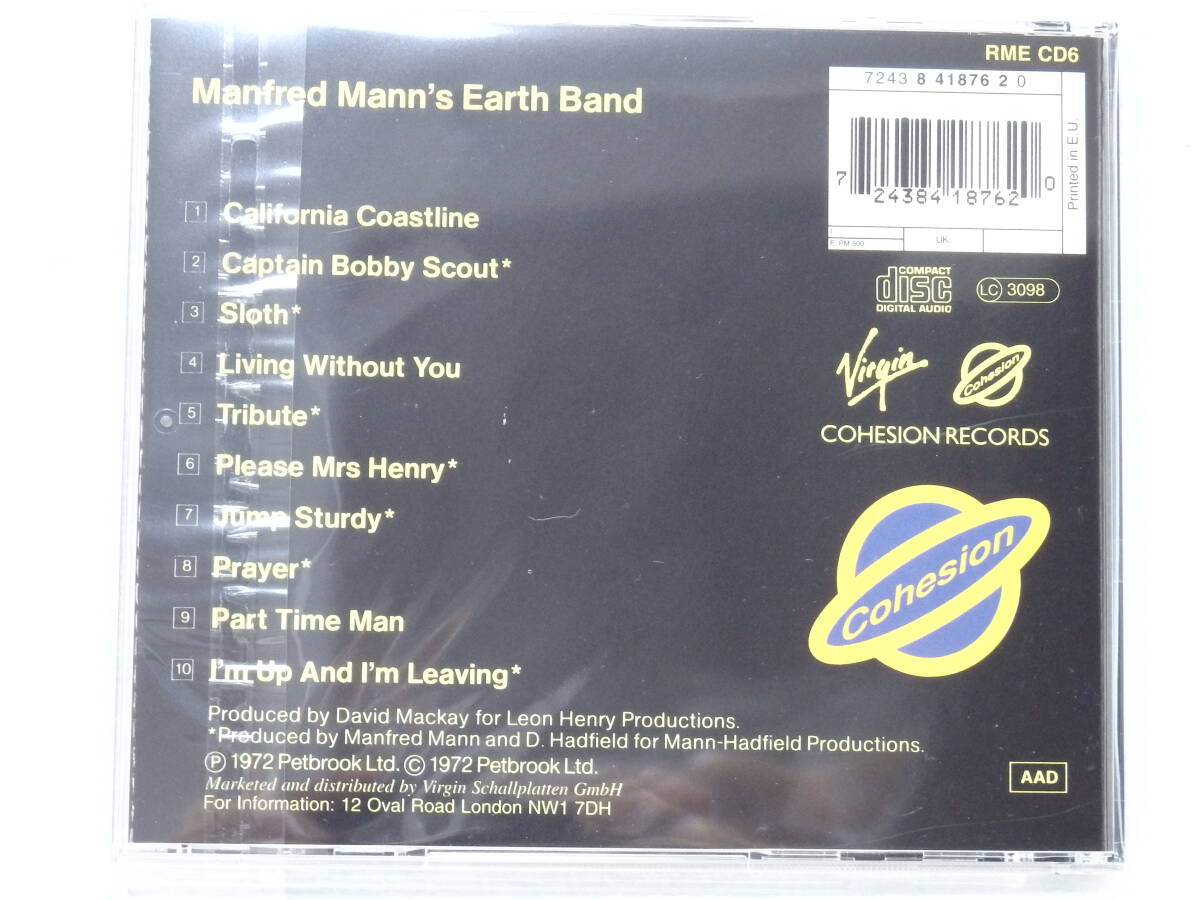 RME CD6
Manfred Mann's Earth Band
7243 8 41876 2 0
7 24384 18762 0
Printed in E.U.
F: PM 500
UK:
1 California Coastline
2 Captain Bobby Scout*
3 Sloth*
4 Living Without You
5 Tribute*
6 Please Mrs Henry*
7 Jump Sturdy*
8 Prayer*
9 Part Time Man
10 I'm Up And I'm Leaving*
COMPACT
disc
DIGITAL AUDIO
LC 3098
Virgin
Cohesion
COHESION RECORDS
Cohesion
Produced by David Mackay for Leon Henry Productions.
*Produced by Manfred Mann and D. Hadfield for Mann-Hadfield Productions.
Ⓟ 1972 Petbrook Ltd. © 1972 Petbrook Ltd.
Marketed and distributed by Virgin Schallplatten GmbH
For Information: 12 Oval Road London NW1 7DH
AAD